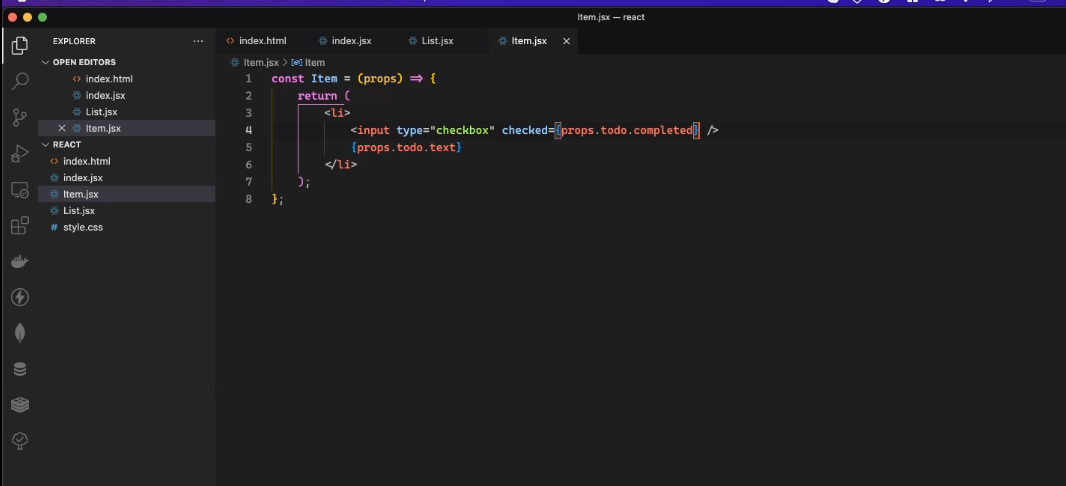 Item.jsx — react
EXPLORER
OPEN EDITORS
index.html
index.jsx
List.jsx
Item.jsx
REACT
index.html
index.jsx
Item.jsx
List.jsx
style.css
index.html index.jsx List.jsx Item.jsx
Item.jsx > Item
1 const Item = (props) => {
2 return (
3 <li>
4 <input type="checkbox" checked={props.todo.completed} />
5 {props.todo.text}
6 </li>
7 );
8 };